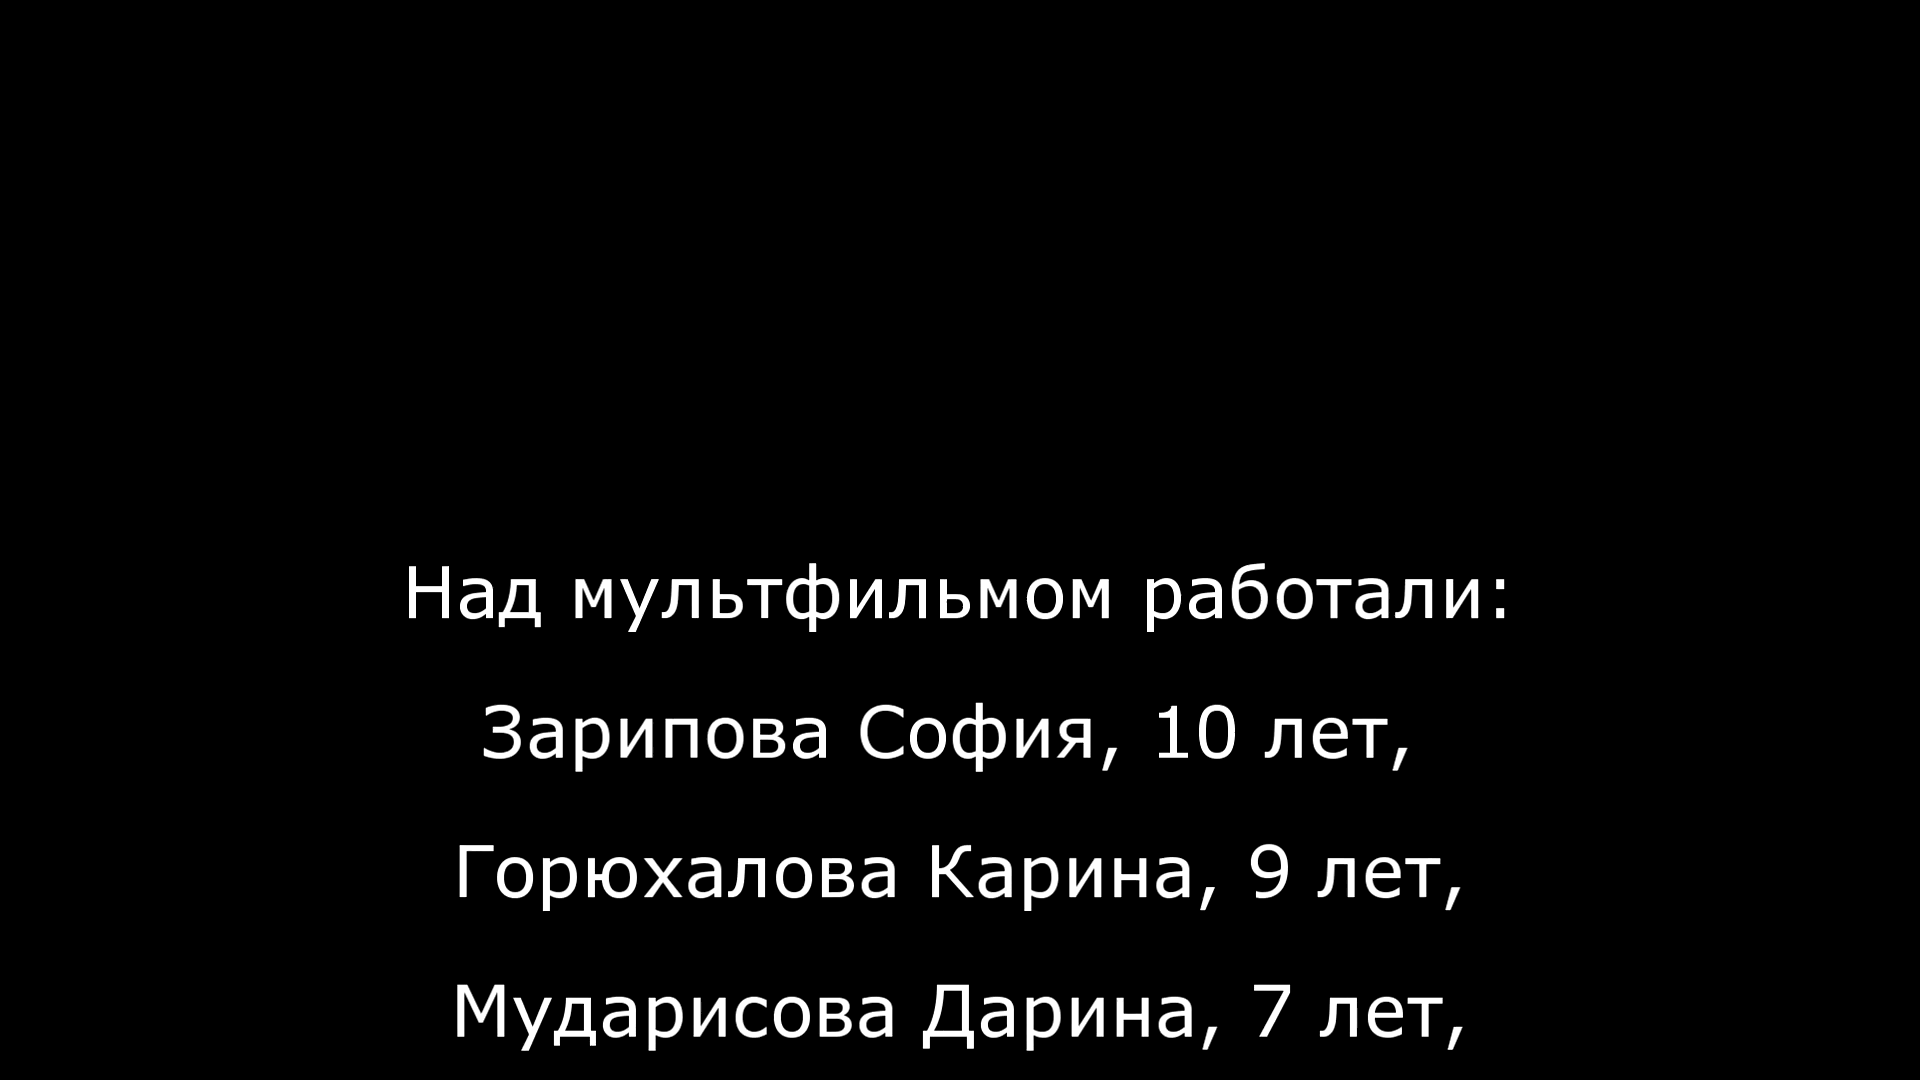 Над мультфильмом работали:
Зарипова София, 10 лет,
Горюхалова Карина, 9 лет,
Мударисова Дарина, 7 лет,